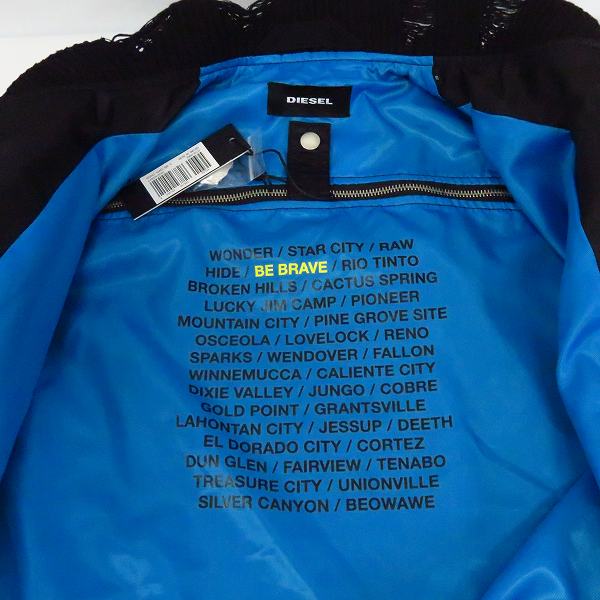 DIESEL
WONDER / STAR CITY / RAW
HIDE / BE BRAVE / RIO TINTO
BROKEN HILLS / CACTUS SPRING
LUCKY JIM CAMP / PIONEER
MOUNTAIN CITY / PINE GROVE SITE
OSCEOLA / LOVELOCK / RENO
SPARKS / WENDOVER / FALLON
WINNEMUCCA / CALIENTE CITY
DIXIE VALLEY / JUNGO / COBRE
GOLD POINT / GRANTSVILLE
LAHONTAN CITY / JESSUP / DEETH
EL DORADO CITY / CORTEZ
DUN GLEN / FAIRVIEW / TENABO
TREASURE CITY / UNIONVILLE
SILVER CANYON / BEOWAWE